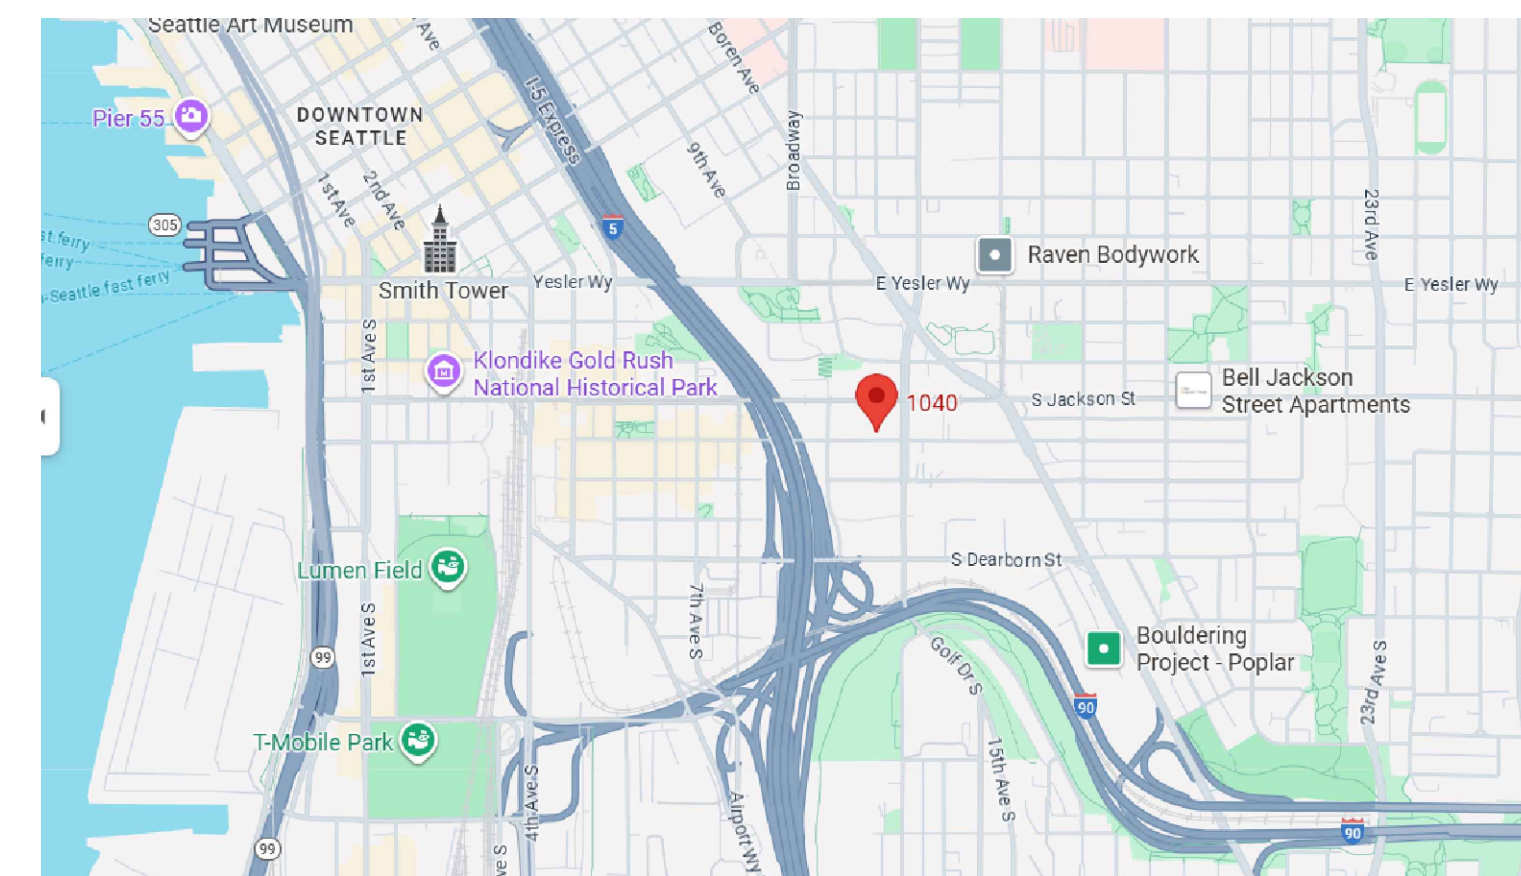 Seattle Art Museum
Ave
Boren Ave
I-5 Express
Pier 55
DOWNTOWN
SEATTLE
Broadway
9th Ave
1st Ave
2nd Ave
23rd Ave
305
5
st ferry
ferry
-Seattle fast ferry
Raven Bodywork
Smith Tower
Yesler Wy
E Yesler Wy
E Yesler Wy
1st Ave S
Klondike Gold Rush
National Historical Park
1040
S Jackson St
Bell Jackson
Street Apartments
Lumen Field
S Dearborn St
7th Ave S
1st Ave S
99
Golf Dr S
Bouldering
Project - Poplar
23rd Ave S
90
T-Mobile Park
15th Ave S
4th Ave S
Airport Wy
90
99
ve S